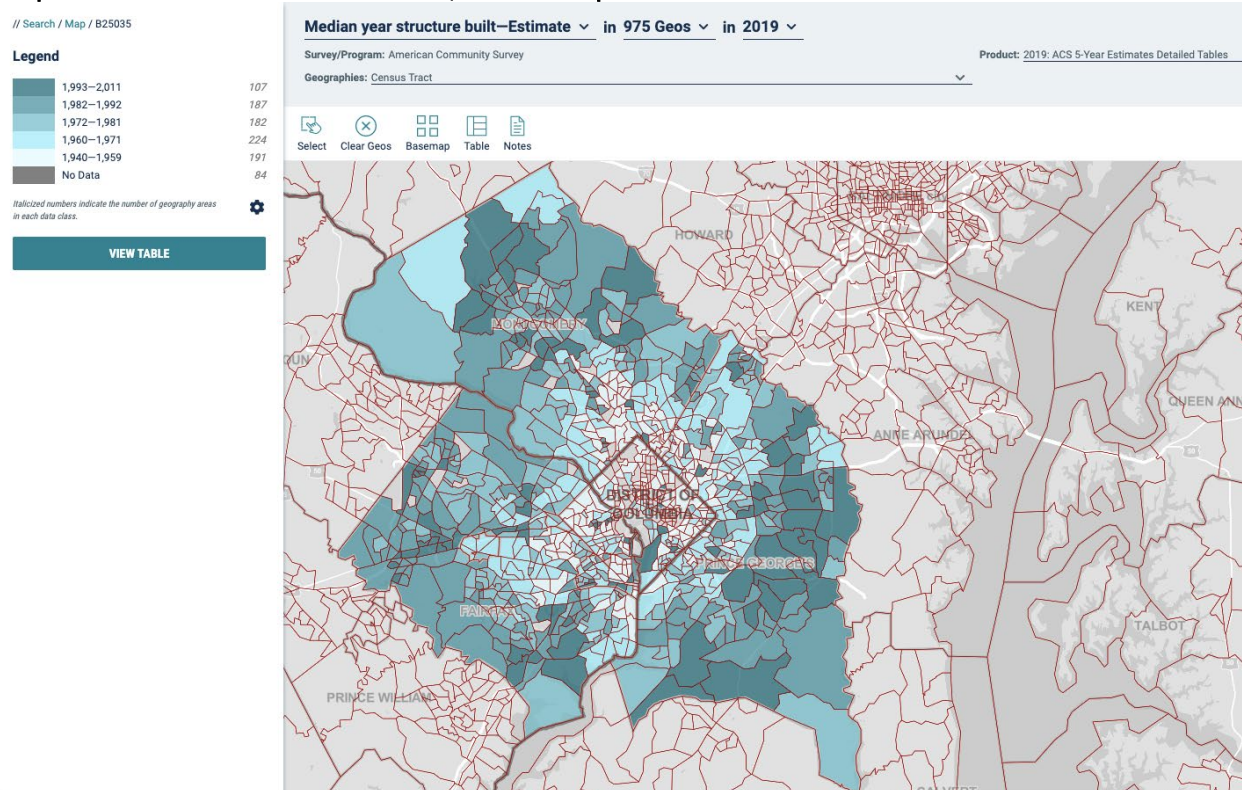 // Search / Map / B25035
Legend
1,993—2,011 107
1,982—1,992 187
1,972—1,981 182
1,960—1,971 224
1,940—1,959 191
No Data 84
Italicized numbers indicate the number of geography areas
in each data class.
VIEW TABLE
Median year structure built—Estimate in 975 Geos in 2019
Survey/Program: American Community Survey
Product: 2019: ACS 5-Year Estimates Detailed Tables
Geographies: Census Tract
Select Clear Geos Basemap Table Notes
HOWARD
KENT
MONTGOMERY
QUEEN ANN
ANNE ARUNDEL
DISTRICT OF
COLUMBIA
PRINCE GEORGE'S
FAIRFAX
TALBOT
PRINCE WILLIAM
CALVERT